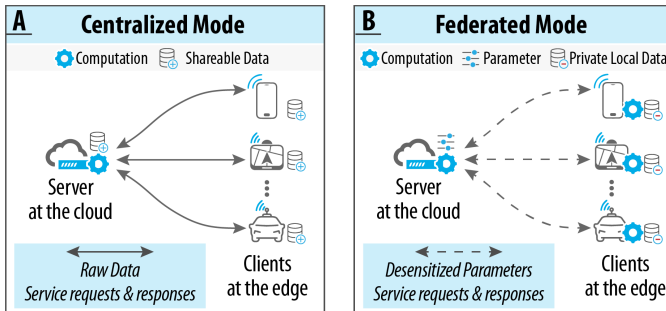 A Centralized Mode
Computation Shareable Data
Server
at the cloud
Raw Data
Service requests & responses
Clients
at the edge
B Federated Mode
Computation Parameter Private Local Data
Server
at the cloud
Desensitized Parameters
Service requests & responses
Clients
at the edge